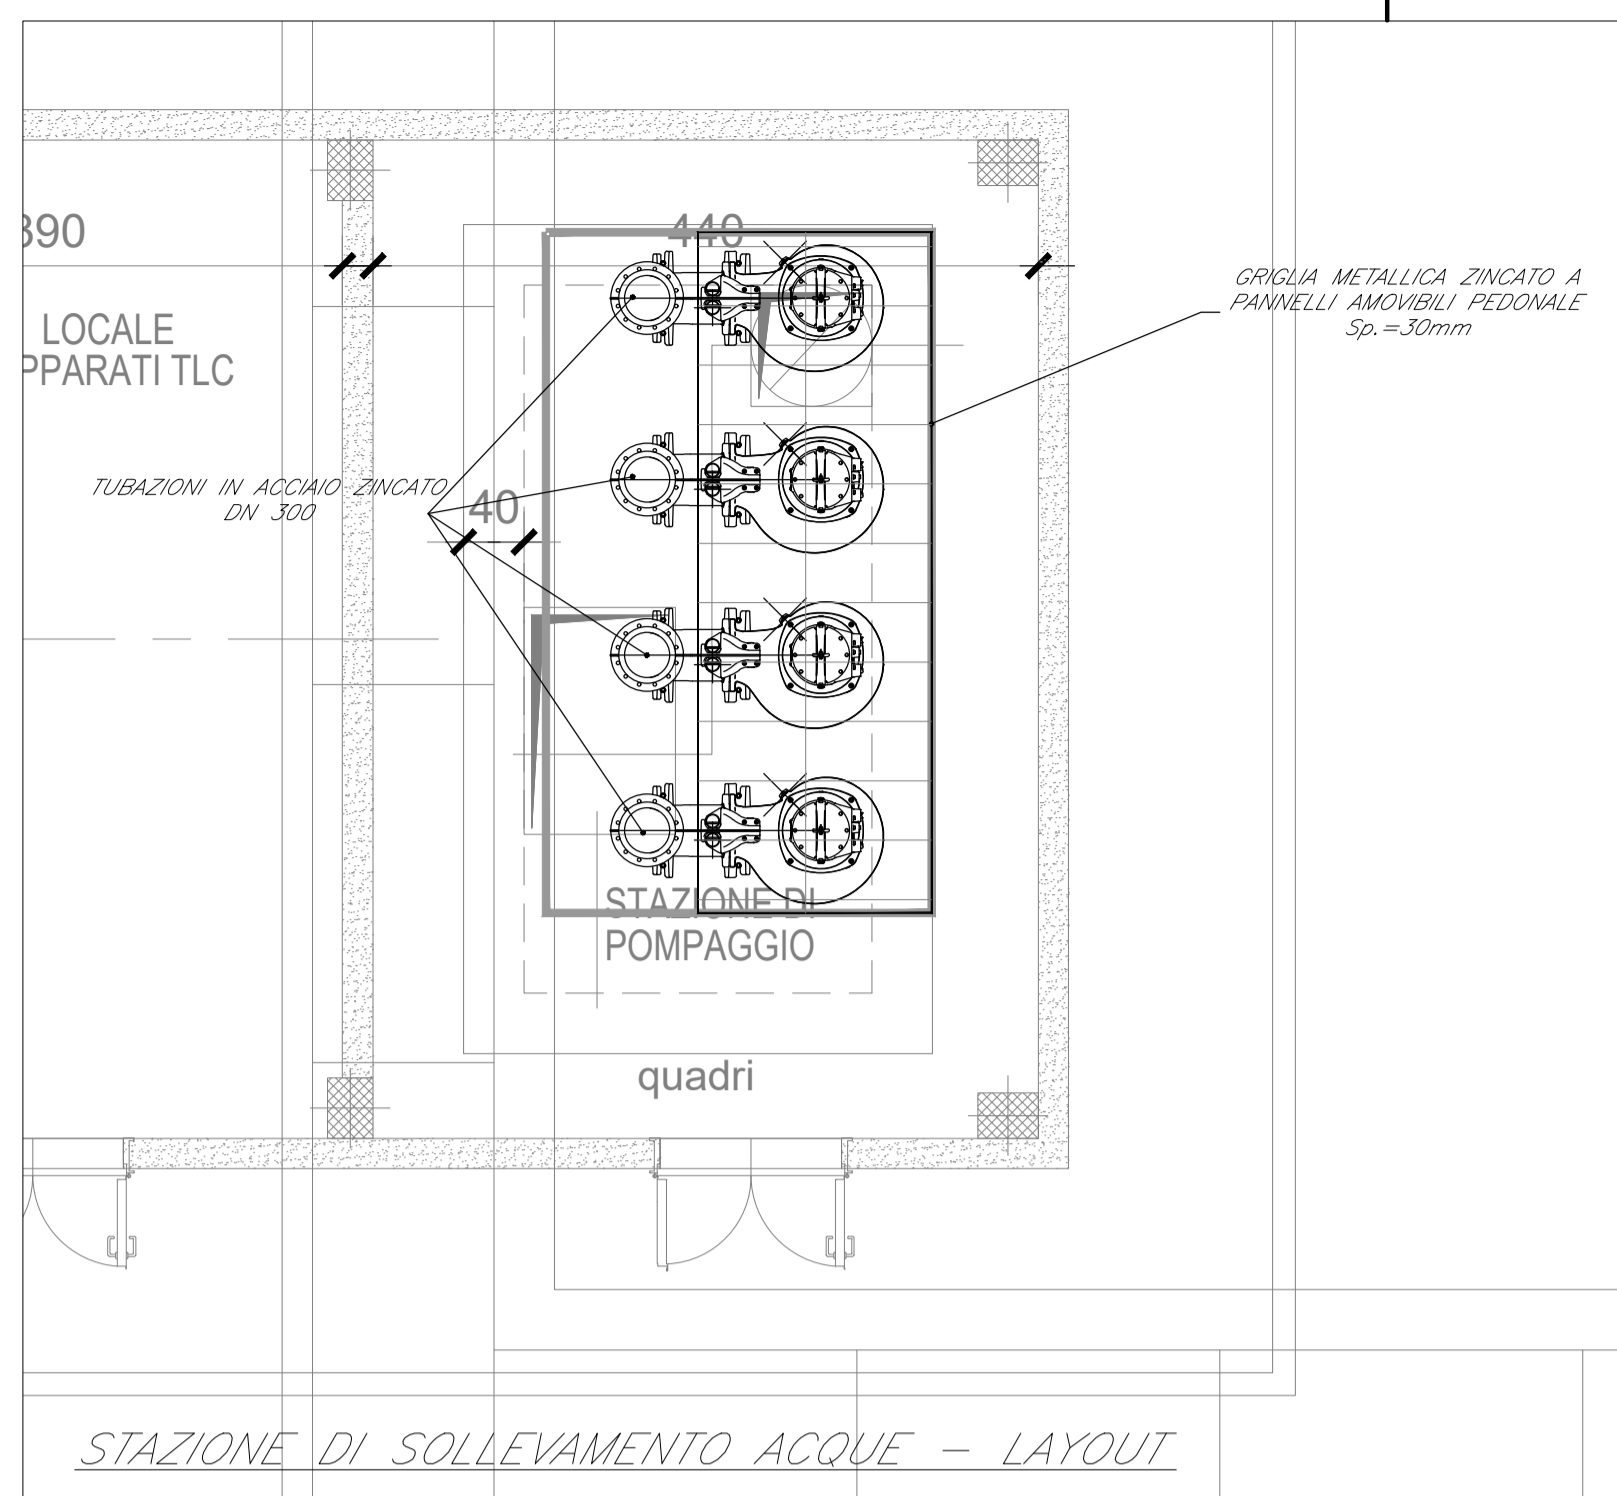 440
390
GRIGLIA METALLICA ZINCATO A
PANNELLI AMOVIBILI PEDONALE
Sp.=30mm
LOCALE
PPARATI TLC
TUBAZIONI IN ACCIAIO ZINCATO
DN 300
40
STAZIONE DI
POMPAGGIO
quadri
STAZIONE DI SOLLEVAMENTO ACQUE - LAYOUT